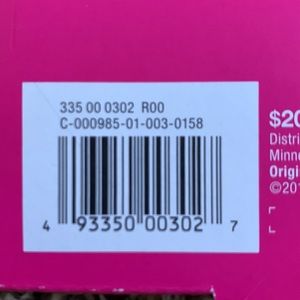 335 00 0302 R00
C-000985-01-003-0158
4 93350 00302 7
$20
Distri
Minne
Origi
©201